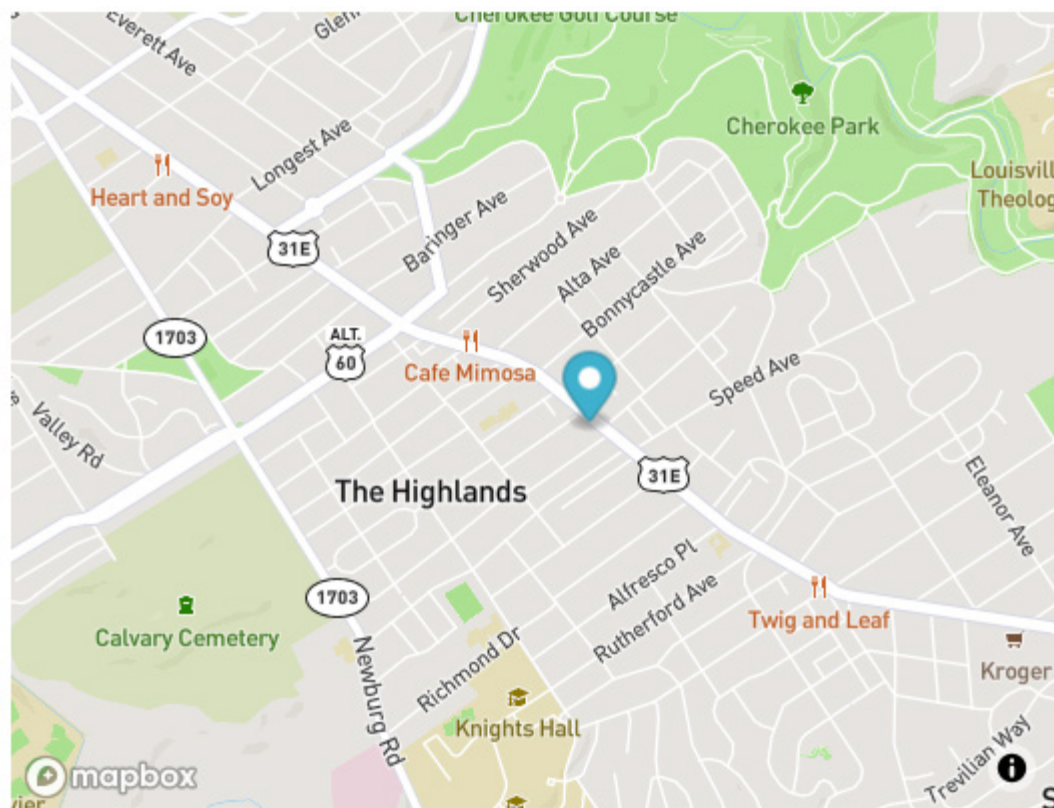 Cherokee Golf Course
Everett Ave
Cherokee Park
Longest Ave
Heart and Soy
Louisvill
Theolog
Baringer Ave
Sherwood Ave
31E
Alta Ave
Bonnycastle Ave
1703
ALT.
60
Cafe Mimosa
Speed Ave
Valley Rd
31E
The Highlands
Eleanor Ave
Alfresco Pl
1703
Rutherford Ave
Twig and Leaf
Calvary Cemetery
Kroger
Richmond Dr
Newburg Rd
Knights Hall
Trevilian Way
mapbox
vier